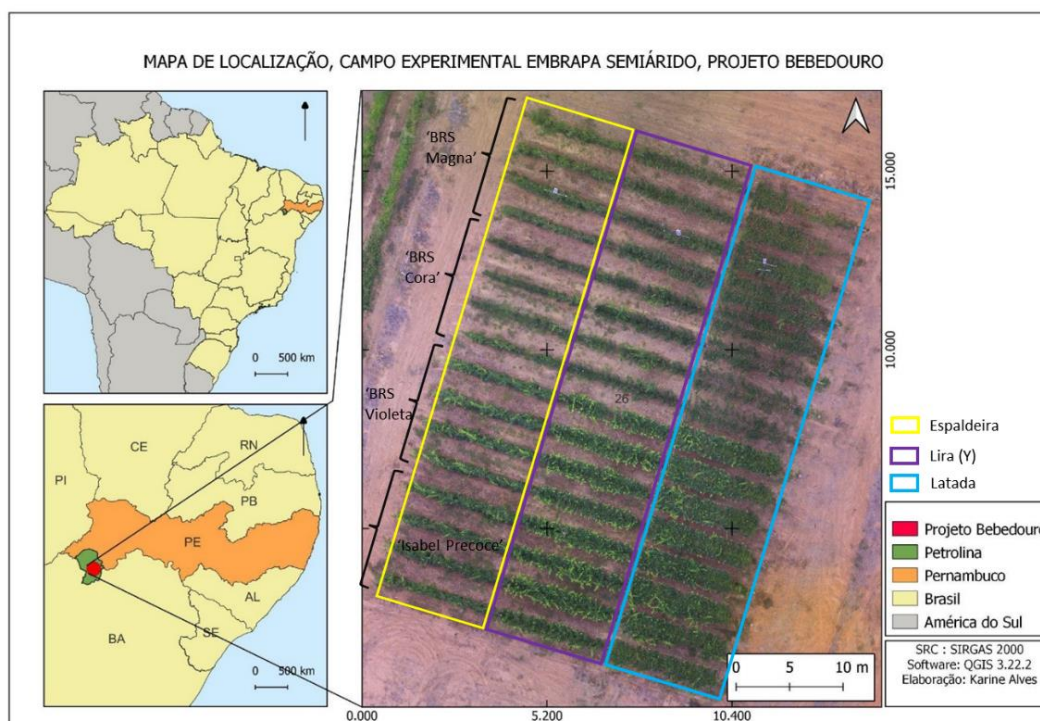 MAPA DE LOCALIZAÇÃO, CAMPO EXPERIMENTAL EMBRAPA SEMIÁRIDO, PROJETO BEBEDOURO
0 500 km
CE
RN
PI
PB
PE
AL
SE
BA
0 500 km
'BRS
Magna'
'BRS
Cora'
'BRS
Violeta
'Isabel Precoce'
26
15.000
10.000
0 5 10 m
0.000
5.200
10.400
Espaldeira
Lira (Y)
Latada
Projeto Bebedouro
Petrolina
Pernambuco
Brasil
América do Sul
SRC : SIRGAS 2000
Software: QGIS 3.22.2
Elaboração: Karine Alves